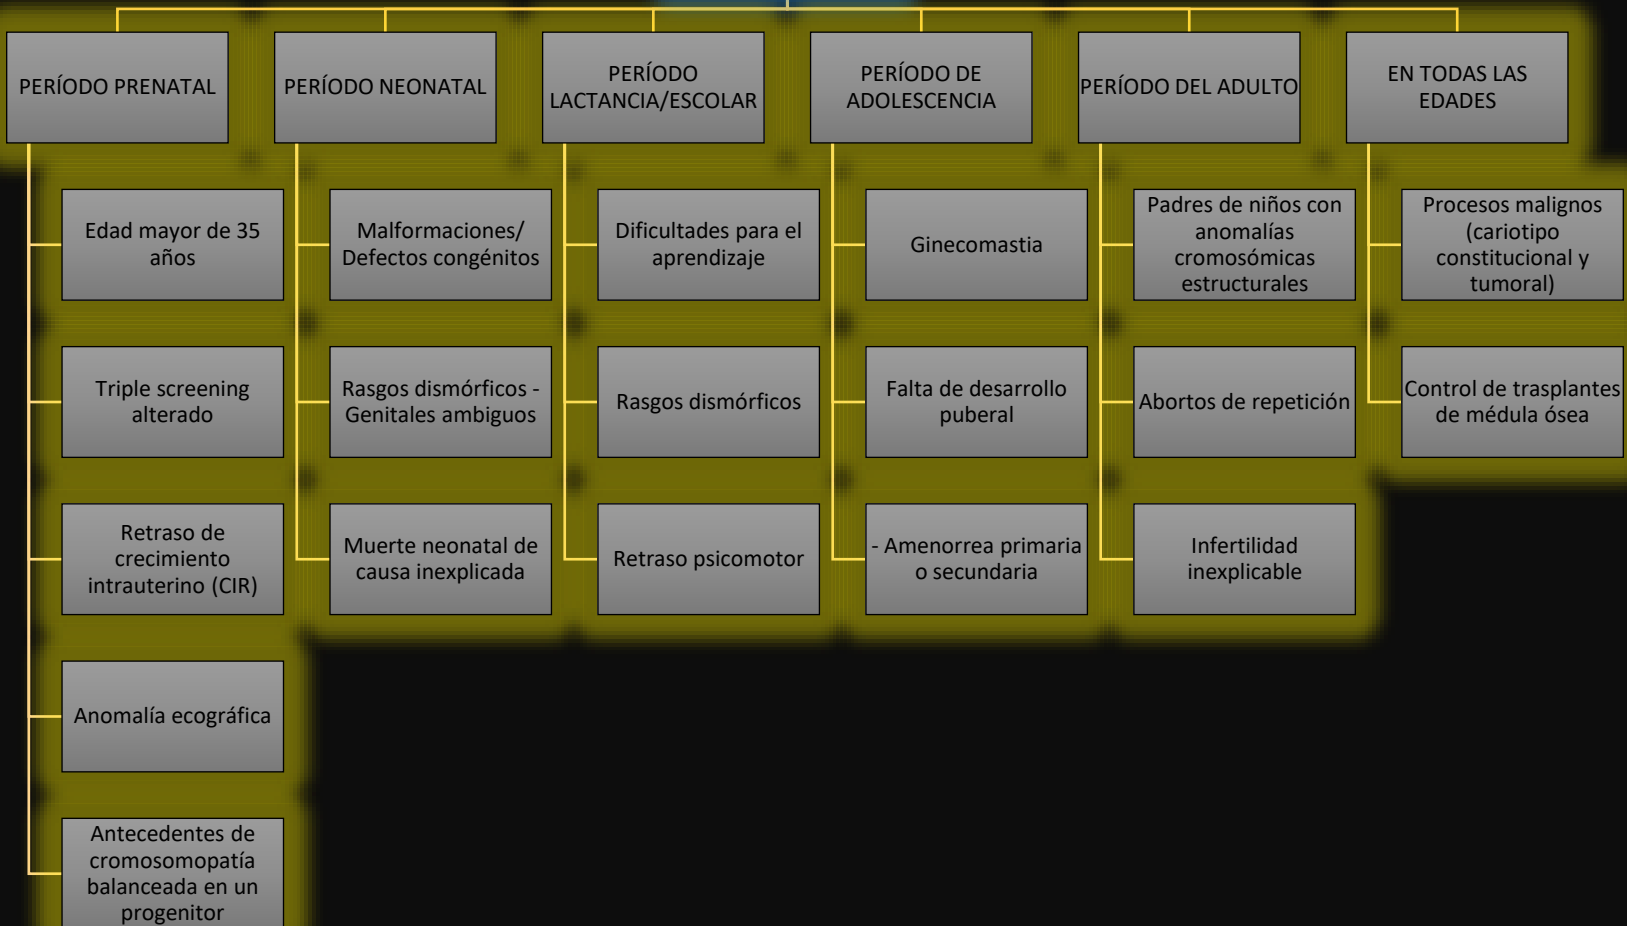 PERÍODO PRENATAL
Edad mayor de 35
años
Triple screening
alterado
Retraso de
crecimiento
intrauterino (CIR)
Anomalía ecográfica
Antecedentes de
cromosomopatía
balanceada en un
progenitor
PERÍODO NEONATAL
Malformaciones/
Defectos congénitos
Rasgos dismórficos -
Genitales ambiguos
Muerte neonatal de
causa inexplicada
PERÍODO
LACTANCIA/ESCOLAR
Dificultades para el
aprendizaje
Rasgos dismórficos
Retraso psicomotor
PERÍODO DE
ADOLESCENCIA
Ginecomastia
Falta de desarrollo
puberal
- Amenorrea primaria
o secundaria
PERÍODO DEL ADULTO
Padres de niños con
anomalías
cromosómicas
estructurales
Abortos de repetición
Infertilidad
inexplicable
EN TODAS LAS
EDADES
Procesos malignos
(cariotipo
constitucional y
tumoral)
Control de trasplantes
de médula ósea